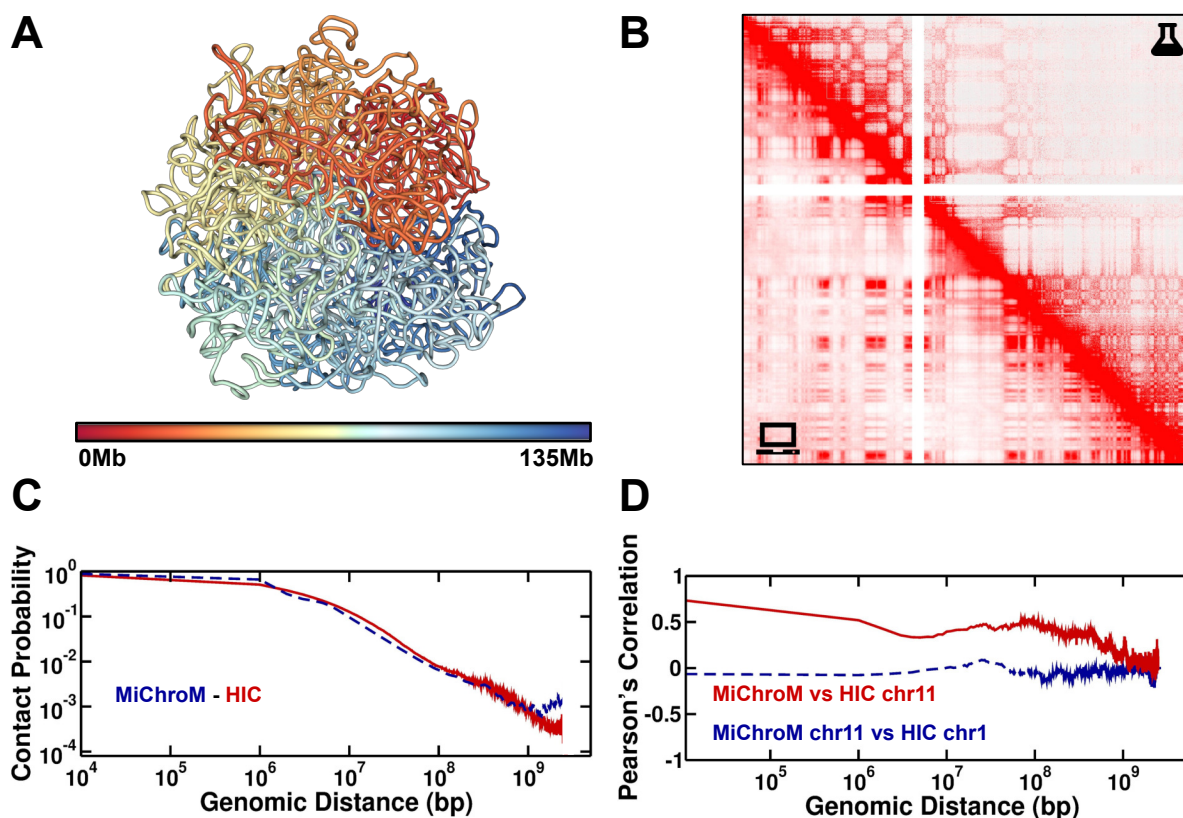 A
B
0Mb
135Mb
C
D
Contact Probability
10^0
10^-1
10^-2
10^-3
10^-4
MiChroM - HIC
10^4
10^5
10^6
10^7
10^8
10^9
Genomic Distance (bp)
Pearson's Correlation
1
0.5
0
-0.5
-1
MiChroM vs HIC chr11
MiChroM chr11 vs HIC chr1
10^5
10^6
10^7
10^8
10^9
Genomic Distance (bp)